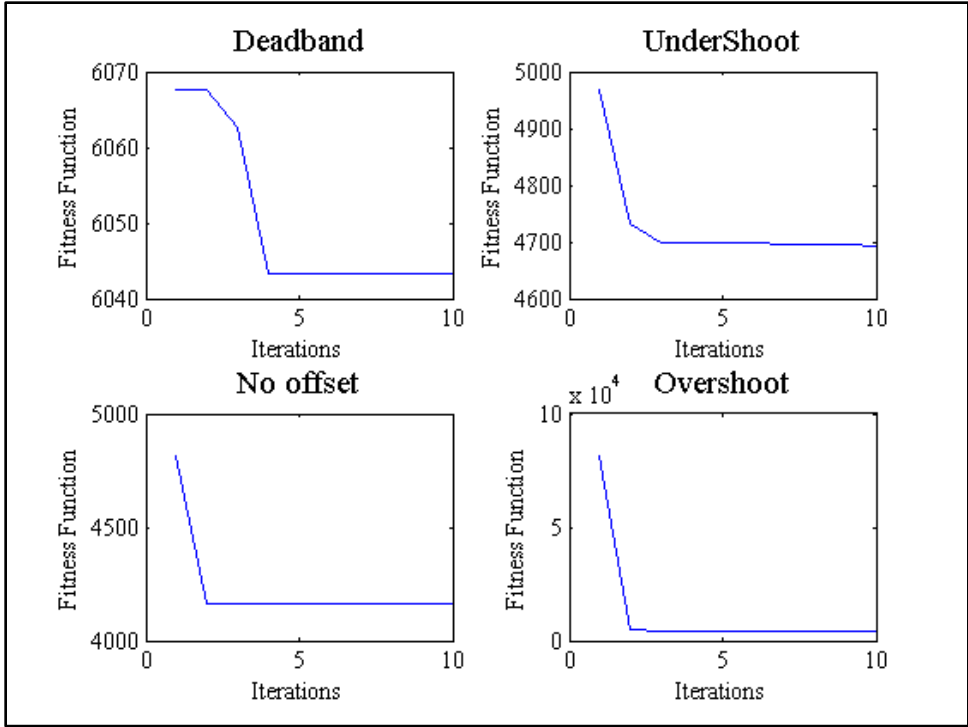 Deadband
6070
6060
6050
6040
Fitness Function
0
5
10
Iterations
UnderShoot
5000
4900
4800
4700
4600
Fitness Function
0
5
10
Iterations
No offset
5000
4500
4000
Fitness Function
0
5
10
Iterations
Overshoot
x 10^4
10
5
0
Fitness Function
0
5
10
Iterations